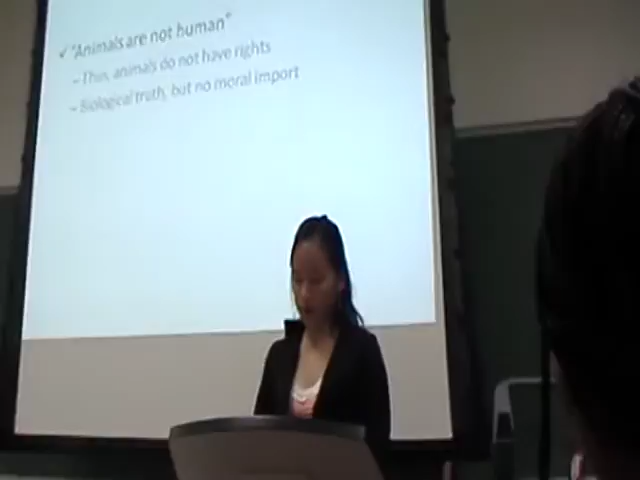 ✓ "Animals are not human"
– Thus, animals do not have rights
– Biological truth, but no moral import